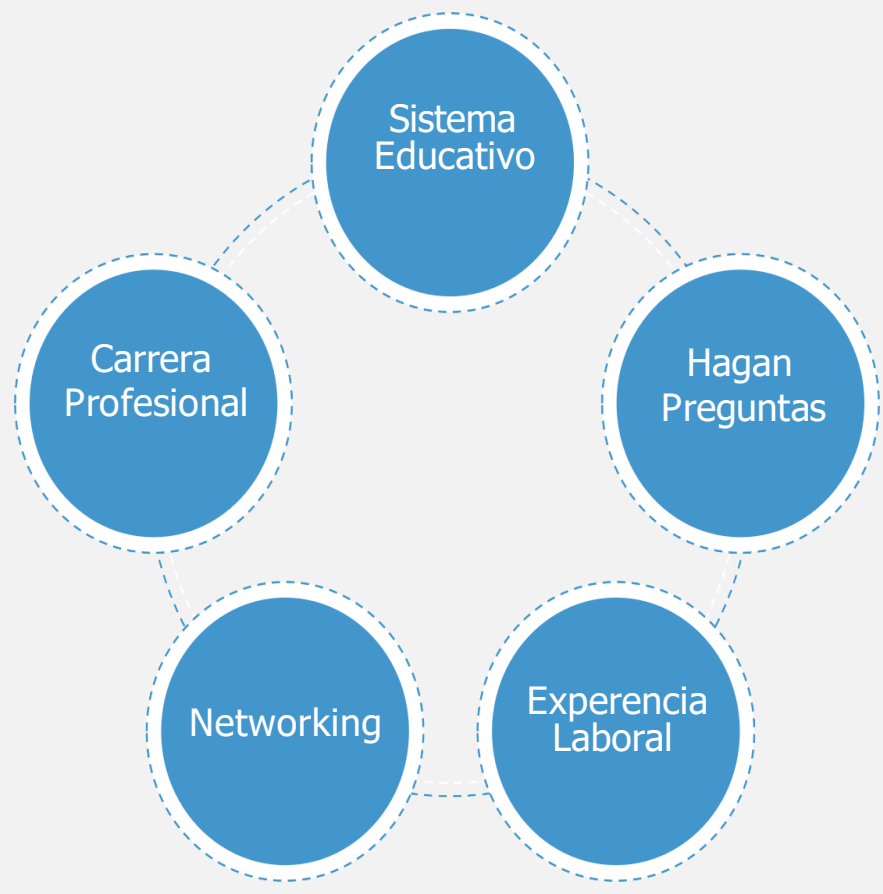 Sistema
Educativo
Hagan
Preguntas
Experencia
Laboral
Networking
Carrera
Profesional